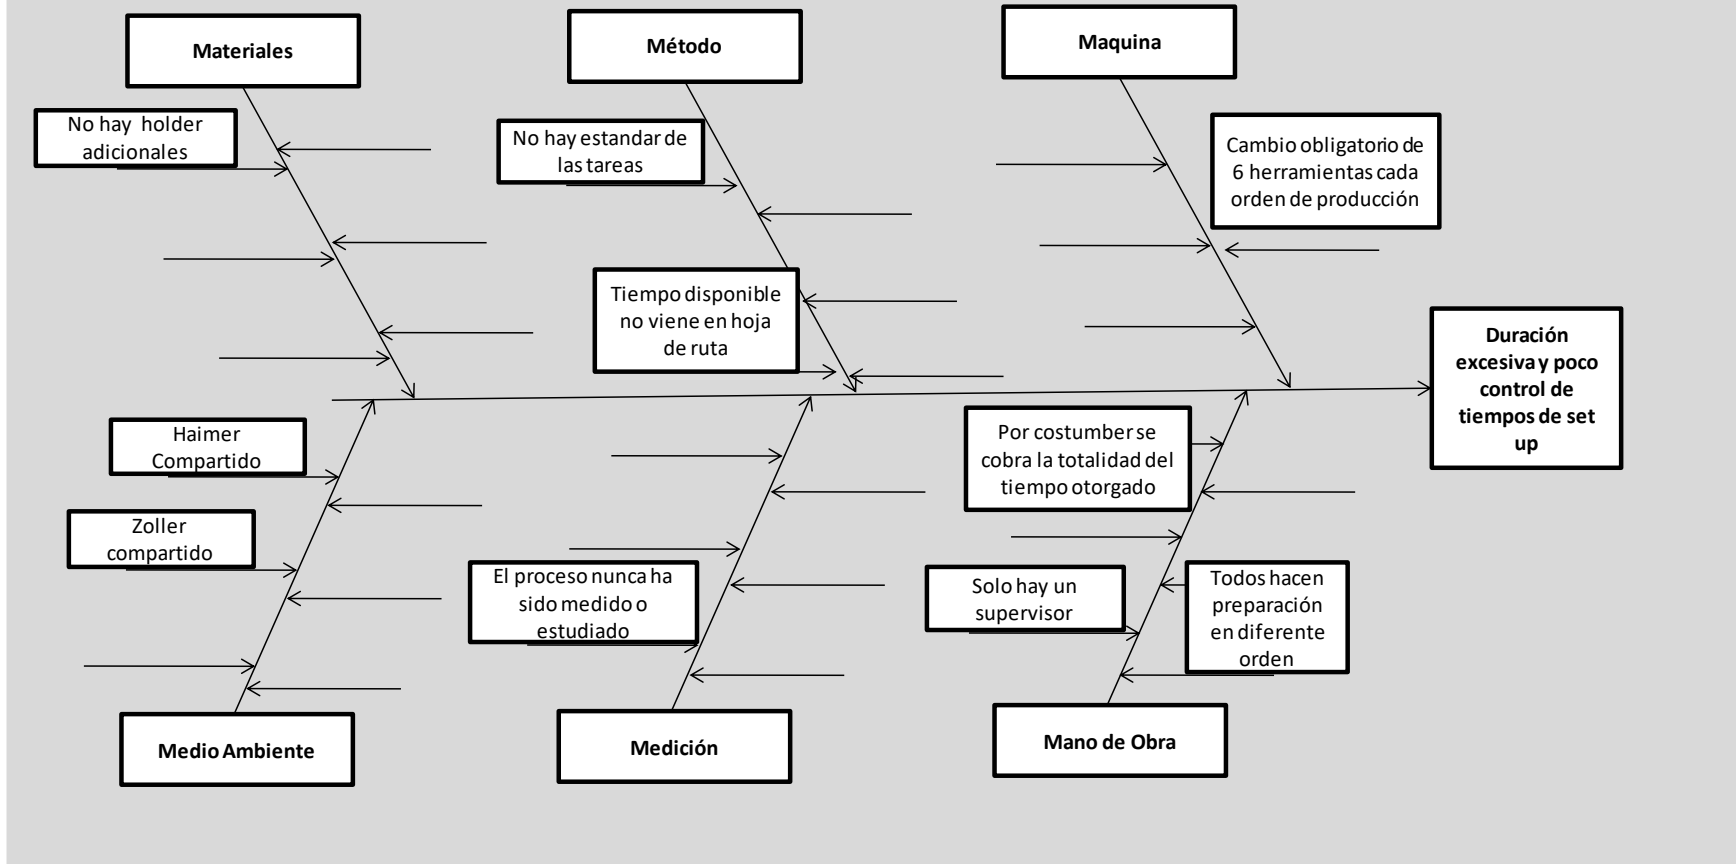 Materiales
Método
Maquina
No hay holder
adicionales
No hay estandar de
las tareas
Cambio obligatorio de
6 herramientas cada
orden de producción
Tiempo disponible
no viene en hoja
de ruta
Duración
excesiva y poco
control de
tiempos de set
up
Haimer
Compartido
Zoller
compartido
El proceso nunca ha
sido medido o
estudiado
Por costumber se
cobra la totalidad del
tiempo otorgado
Solo hay un
supervisor
Todos hacen
preparación
en diferente
orden
Medio Ambiente
Medición
Mano de Obra